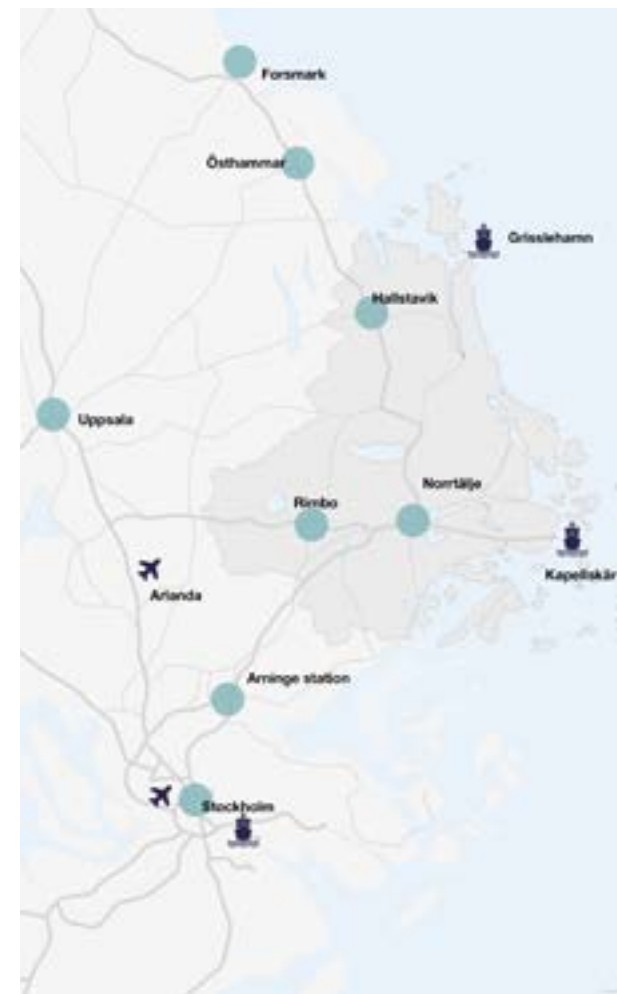 Forsmark
Östhammar
Grisslehamn
Hallstavik
Uppsala
Norrtälje
Rimbo
Kapellskär
Arlanda
Arninge station
Stockholm